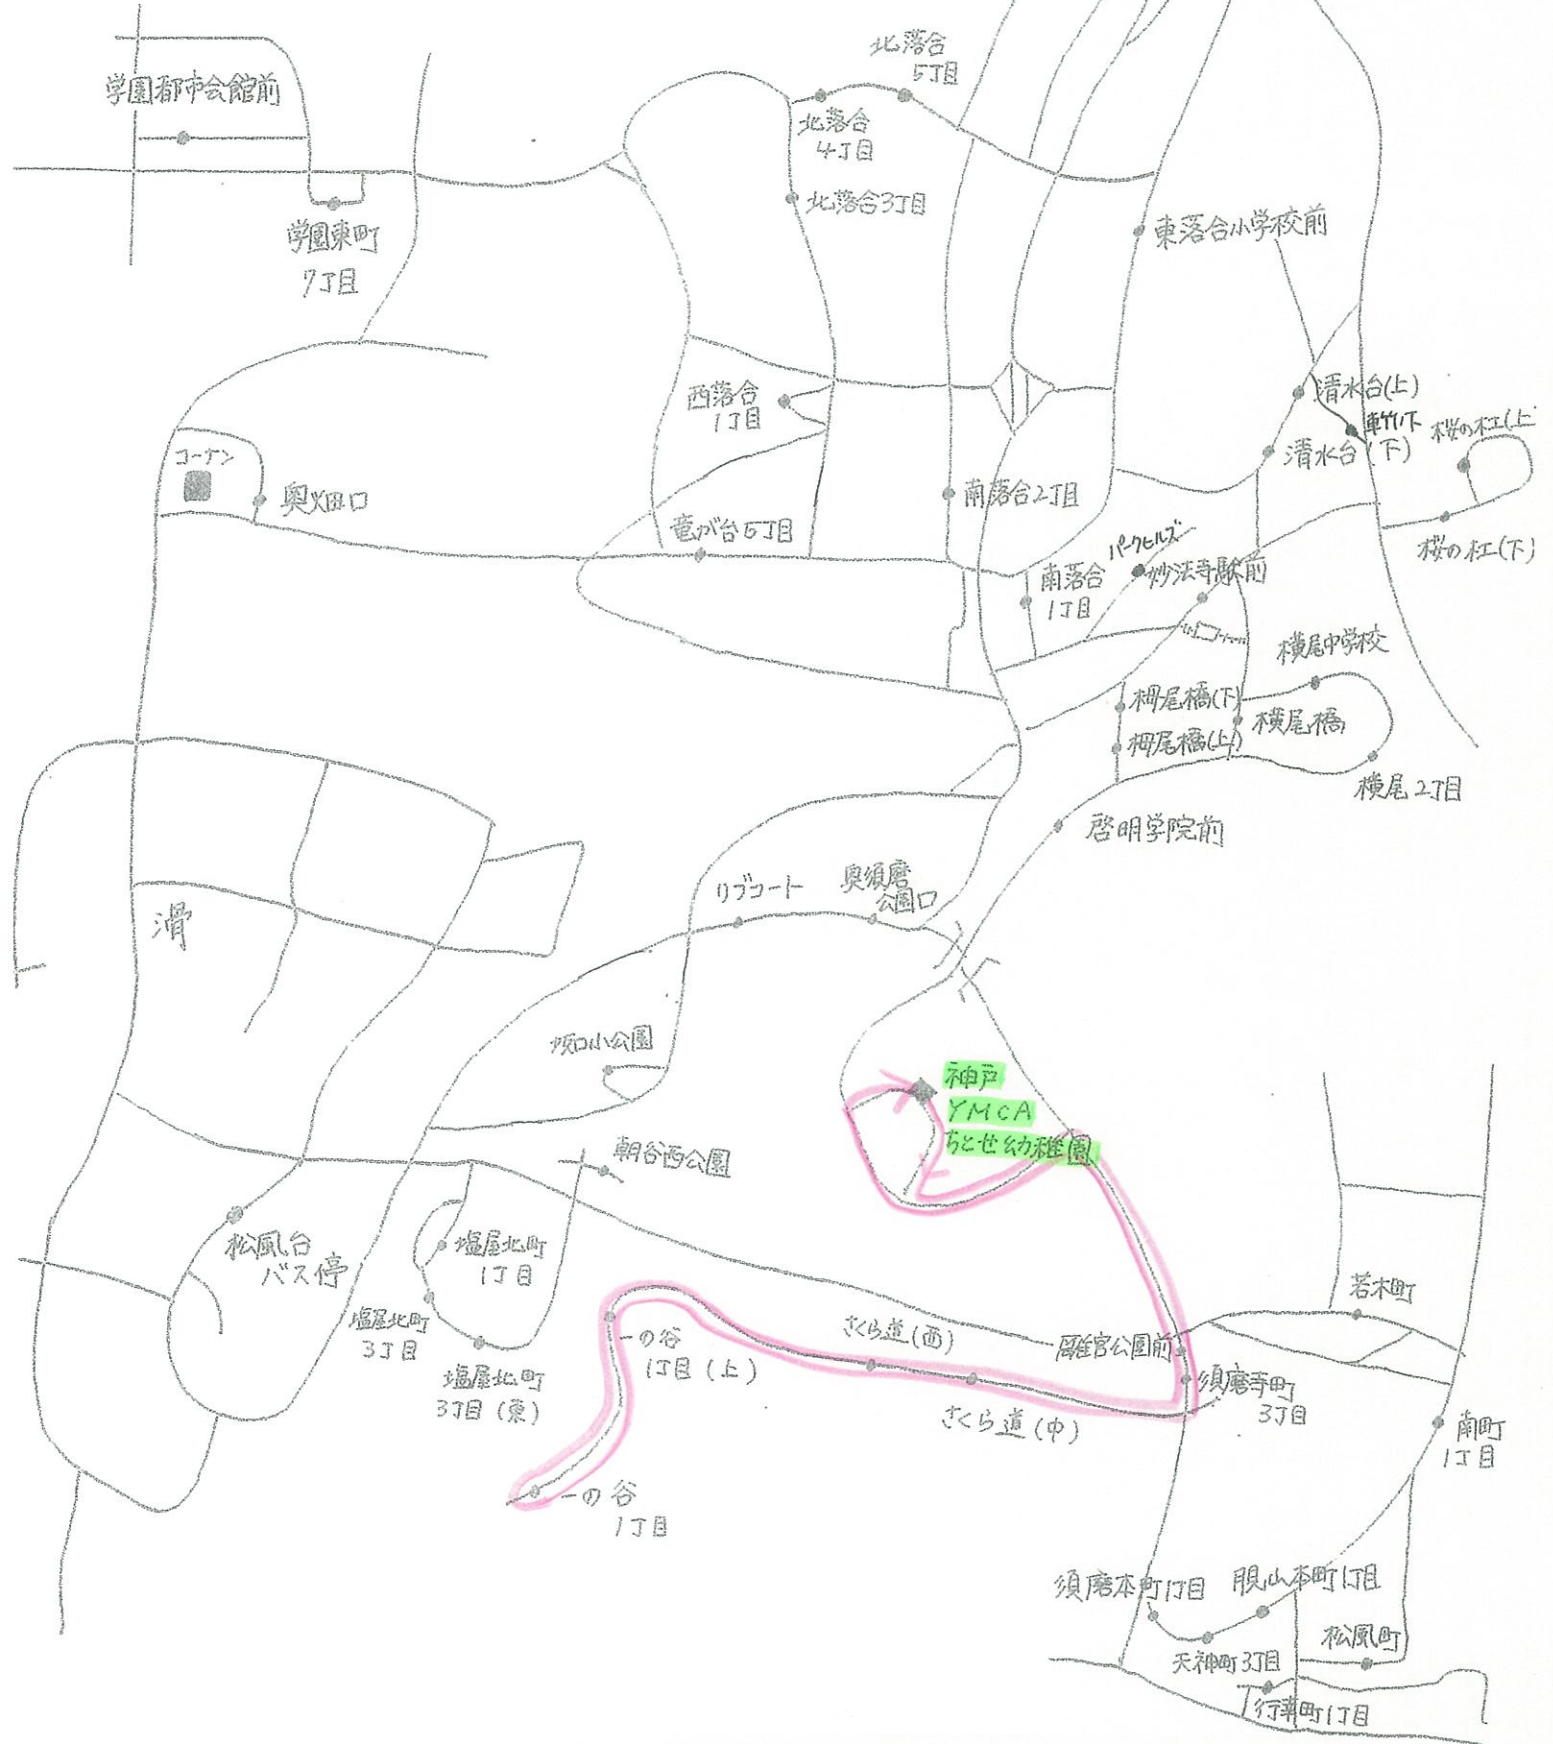 北落合
5丁目
学園都市会館前
北落合
4丁目
北落合3丁目
東落合小学校前
学園東町
7丁目
西落合
1丁目
清水台(上)
車竹下
桜の杜(上
清水台(下)
コーナン
奥畑口
南落合2丁目
竜が台5丁目
パークヒルズ
妙法寺駅前
桜の杜(下)
南落合
1丁目
横尾中学校
栂尾橋(下)
横尾橋
栂尾橋(上)
横尾2丁目
啓明学院前
リブコート
奥須磨
公園口
滑
坂口小公園
神戸
YMCA
ちとせ幼稚園
朝谷西公園
松風台
バス停
塩屋北町
1丁目
塩屋北町
3丁目
塩屋北町
3丁目(東)
一の谷
1丁目(上)
さくら道(西)
離宮公園前
若木町
須磨寺町
3丁目
さくら道(中)
南町
1丁目
一の谷
1丁目
須磨本町1丁目
天神町3丁目
松風町
行幸町1丁目